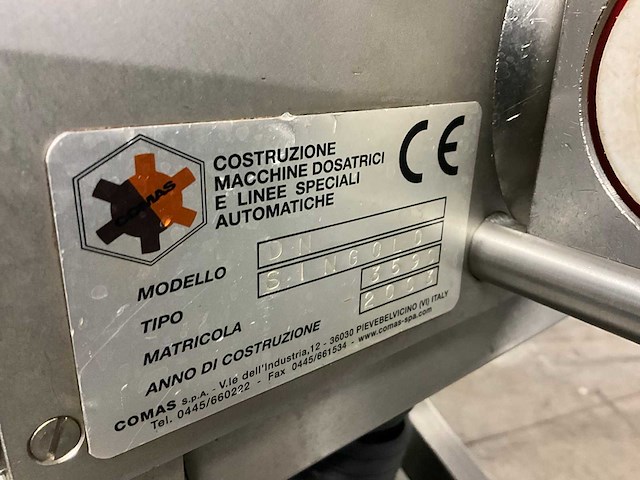 COMAS
COSTRUZIONE
MACCHINE DOSATRICI
E LINEE SPECIALI
AUTOMATICHE
CE
MODELLO D.N
TIPO SINGOLO
MATRICOLA
ANNO DI COSTRUZIONE
COMAS S.p.A. - V.le dell'Industria,12 - 36030 PIEVEBELVICINO (VI) ITALY
Tel. 0445/660222 - Fax 0445/661534 - www.comas-spa.com